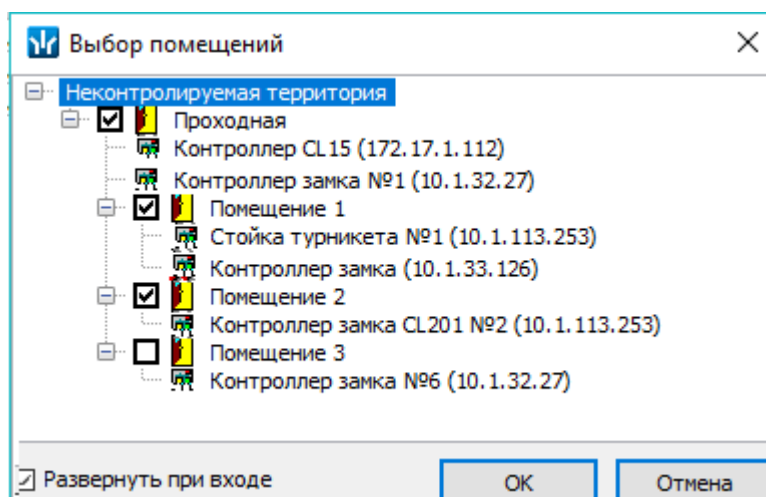 Выбор помещений
Неконтролируемая территория
Проходная
Контроллер CL15 (172.17.1.112)
Контроллер замка №1 (10.1.32.27)
Помещение 1
Стойка турникета №1 (10.1.113.253)
Контроллер замка (10.1.33.126)
Помещение 2
Контроллер замка CL201 №2 (10.1.113.253)
Помещение 3
Контроллер замка №6 (10.1.32.27)
Развернуть при входе
ОК
Отмена